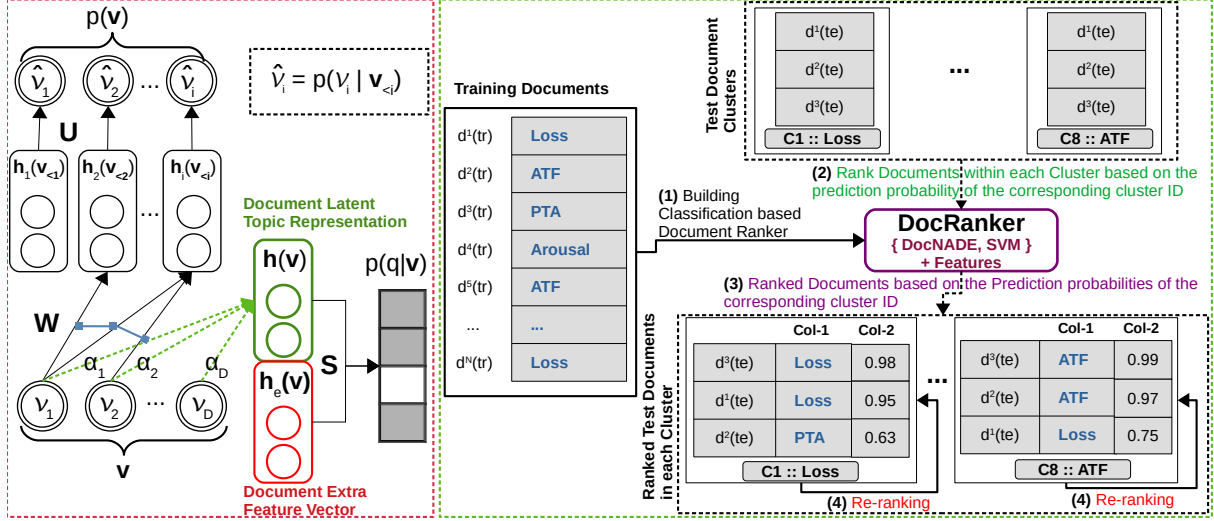 p(v)
v̂1 v̂2 ... v̂i
v̂i = p(vi | v<i)
U
h1(v<1) h2(v<2) hi(v<i)
...
Document Latent
Topic Representation
h(v)
p(q|v)
W
α1 α2 αD
S
he(v)
v1 v2 ... vD
v
Document Extra
Feature Vector
Training Documents
d1(tr) Loss
d2(tr) ATF
d3(tr) PTA
d4(tr) Arousal
d5(tr) ATF
... ...
dN(tr) Loss
(1) Building
Classification based
Document Ranker
Test Document
Clusters
d1(te)
d2(te)
d3(te)
C1 :: Loss
...
d1(te)
d2(te)
d3(te)
C8 :: ATF
(2) Rank Documents within each Cluster based on the
prediction probability of the corresponding cluster ID
DocRanker
{ DocNADE, SVM }
+ Features
(3) Ranked Documents based on the Prediction probabilities of the
corresponding cluster ID
Ranked Test Documents
in each Cluster
Col-1 Col-2
d3(te) Loss 0.98
d1(te) Loss 0.95
d2(te) PTA 0.63
C1 :: Loss
(4) Re-ranking
...
Col-1 Col-2
d3(te) ATF 0.99
d2(te) ATF 0.97
d1(te) Loss 0.75
C8 :: ATF
(4) Re-ranking